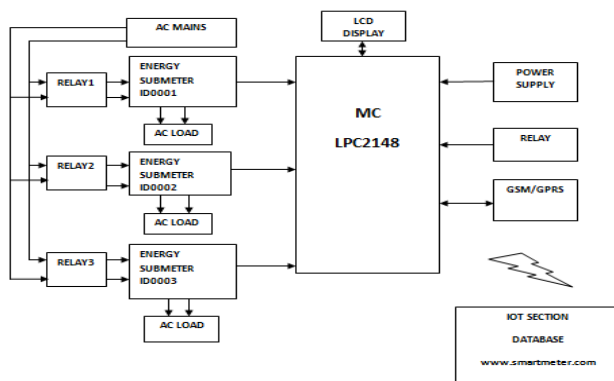 AC MAINS
LCD
DISPLAY
RELAY1
ENERGY
SUBMETER
ID0001
AC LOAD
RELAY2
ENERGY
SUBMETER
ID0002
AC LOAD
RELAY3
ENERGY
SUBMETER
ID0003
AC LOAD
MC
LPC2148
POWER
SUPPLY
RELAY
GSM/GPRS
IOT SECTION
DATABASE
www.smartmeter.com